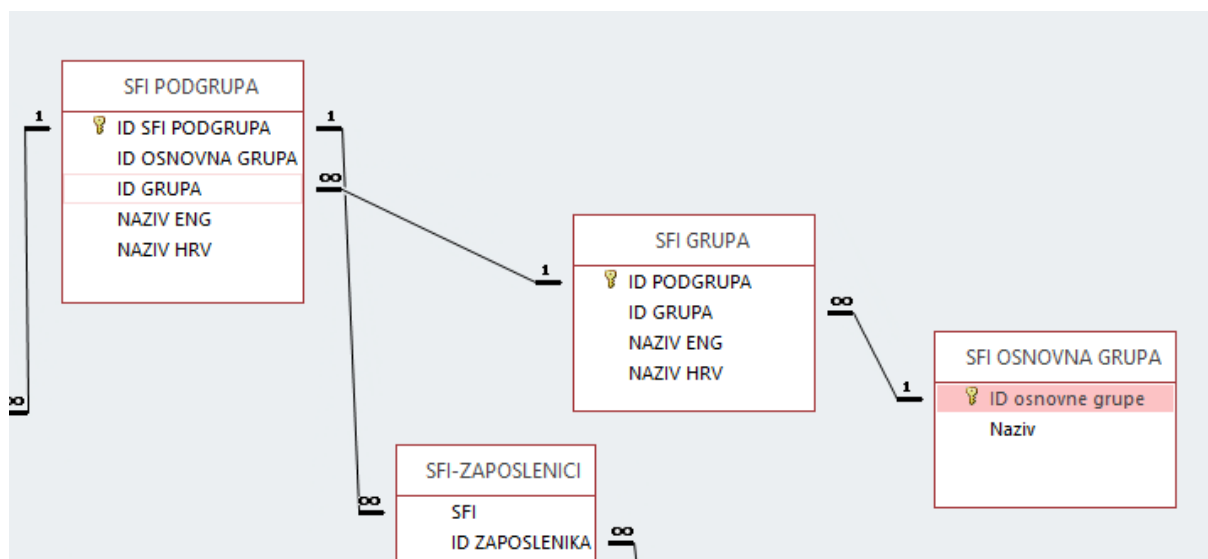 SFI PODGRUPA
1
1
ID SFI PODGRUPA
ID OSNOVNA GRUPA
ID GRUPA
∞
NAZIV ENG
NAZIV HRV
∞
SFI GRUPA
1
ID PODGRUPA
ID GRUPA
∞
NAZIV ENG
NAZIV HRV
SFI OSNOVNA GRUPA
1
ID osnovne grupe
Naziv
SFI-ZAPOSLENICI
∞
SFI
ID ZAPOSLENIKA
∞